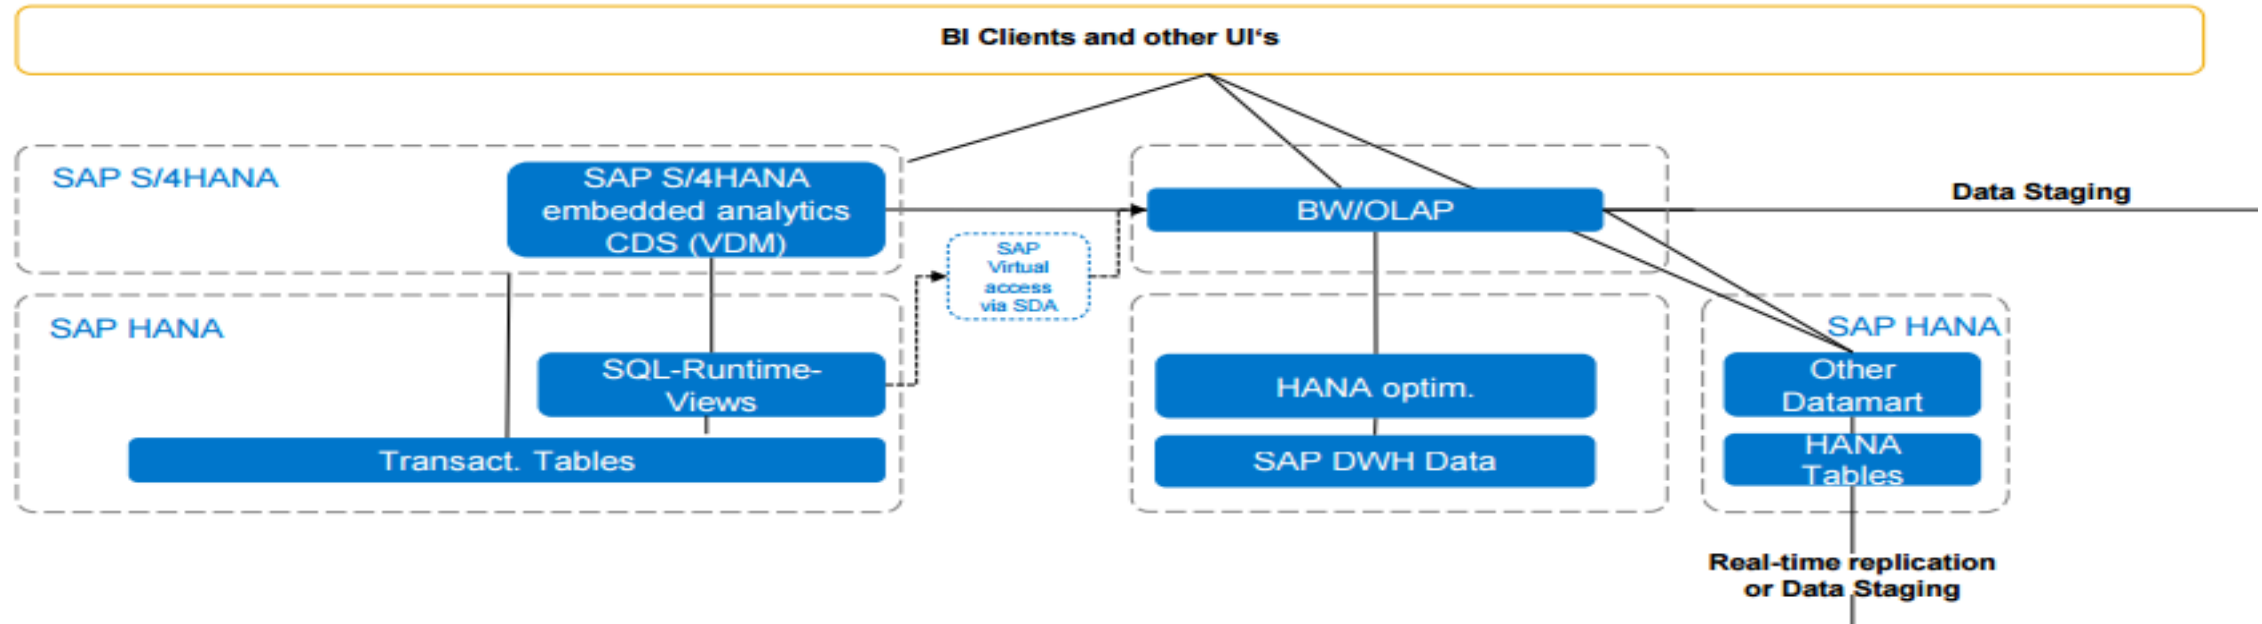 BI Clients and other UI‘s
SAP S/4HANA
SAP S/4HANA
embedded analytics
CDS (VDM)
SAP
Virtual
access
via SDA
BW/OLAP
Data Staging
SAP HANA
SQL-Runtime-
Views
Transact. Tables
HANA optim.
SAP DWH Data
SAP HANA
Other
Datamart
HANA
Tables
Real-time replication
or Data Staging